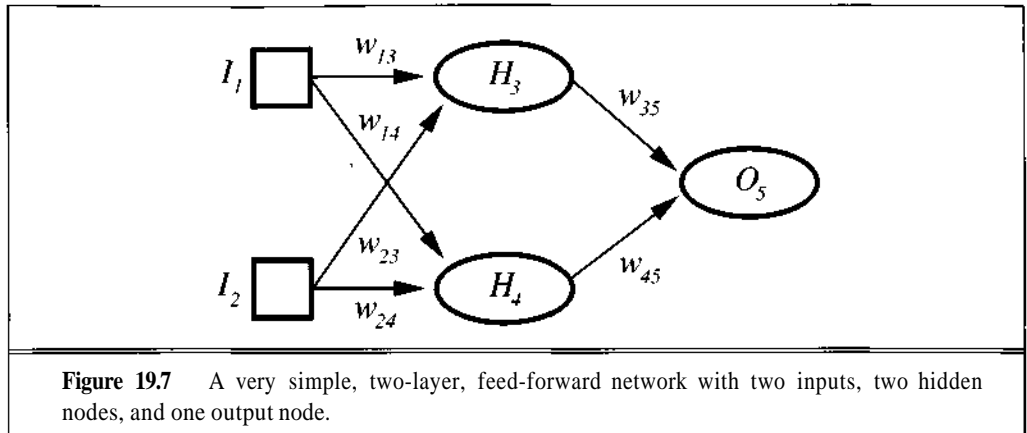 I1
w13
H3
w14
w35
O5
w23
I2
w24
H4
w45
Figure 19.7 A very simple, two-layer, feed-forward network with two inputs, two hidden
nodes, and one output node.